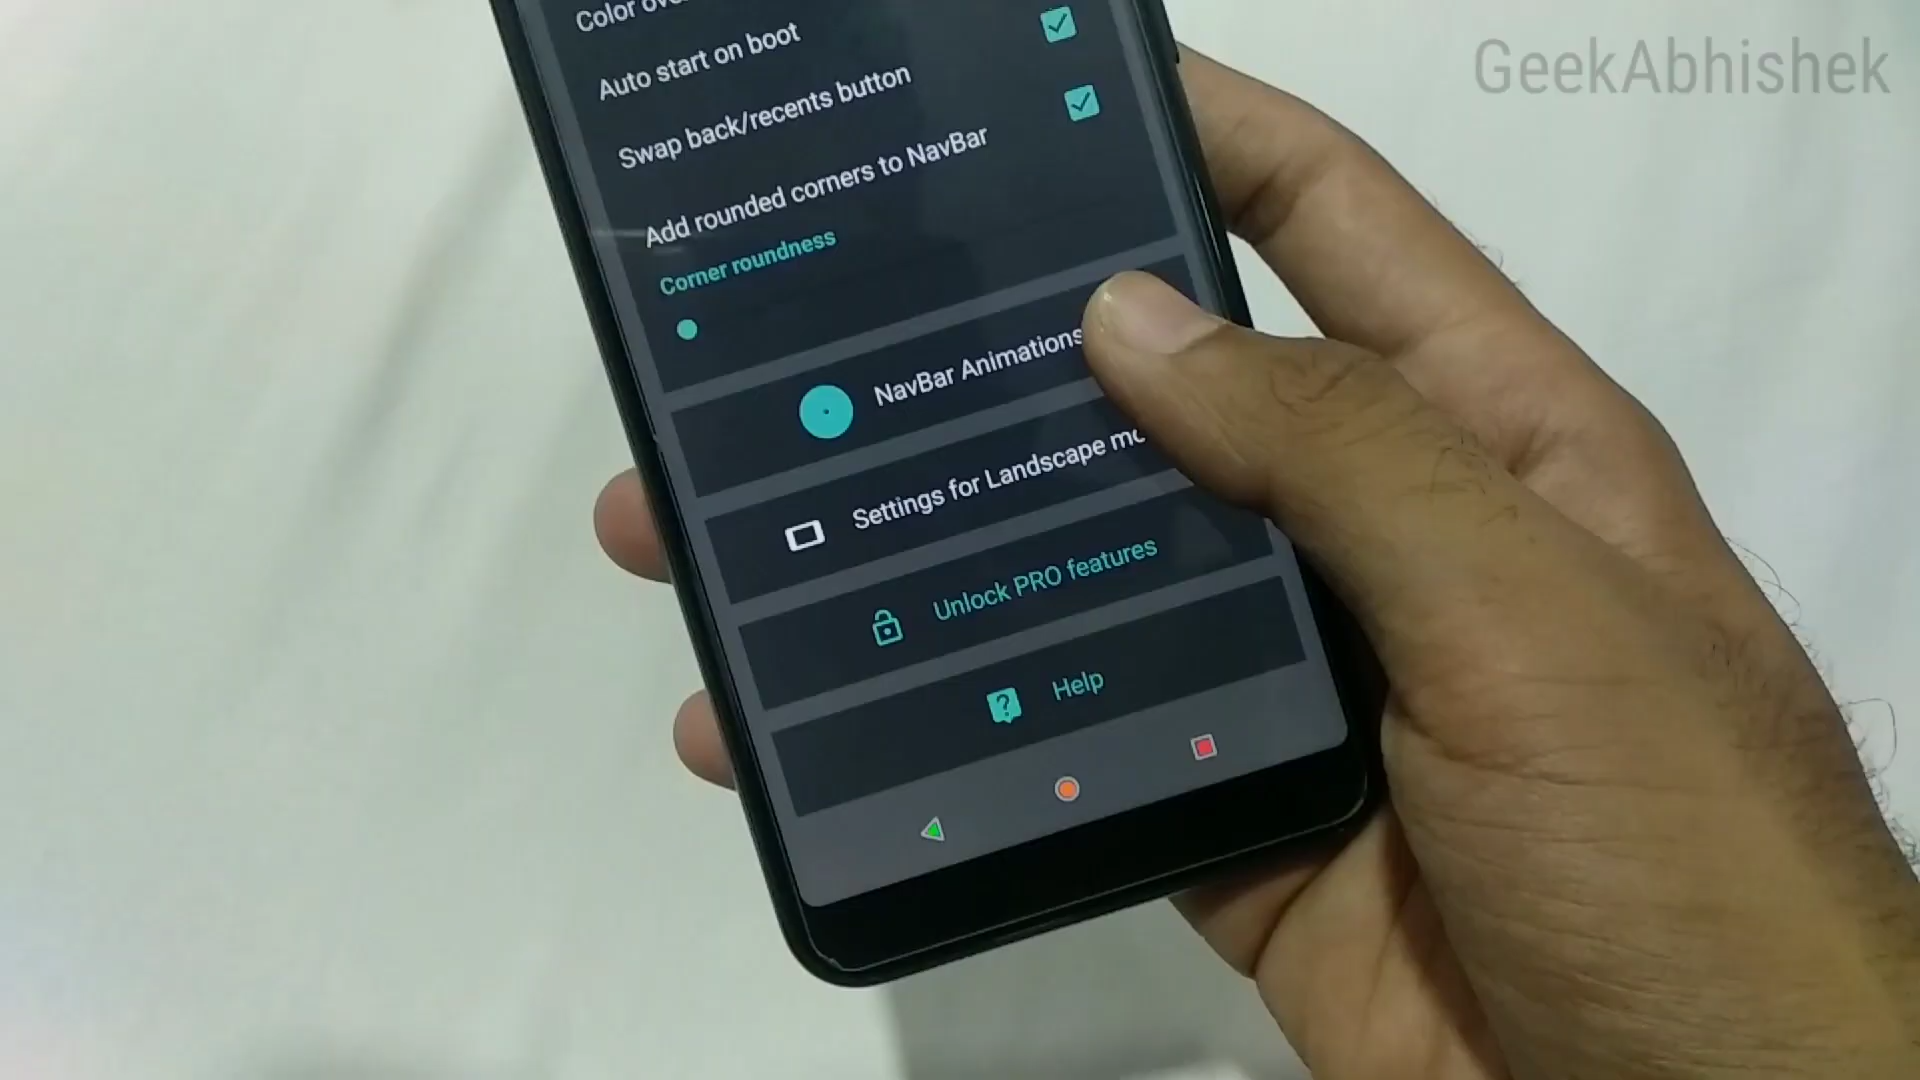 GeekAbhishek
Color
Auto start on boot
Swap back/recents button
Add rounded corners to NavBar
Corner roundness
NavBar Animations
Settings for Landscape
Unlock PRO features
Help